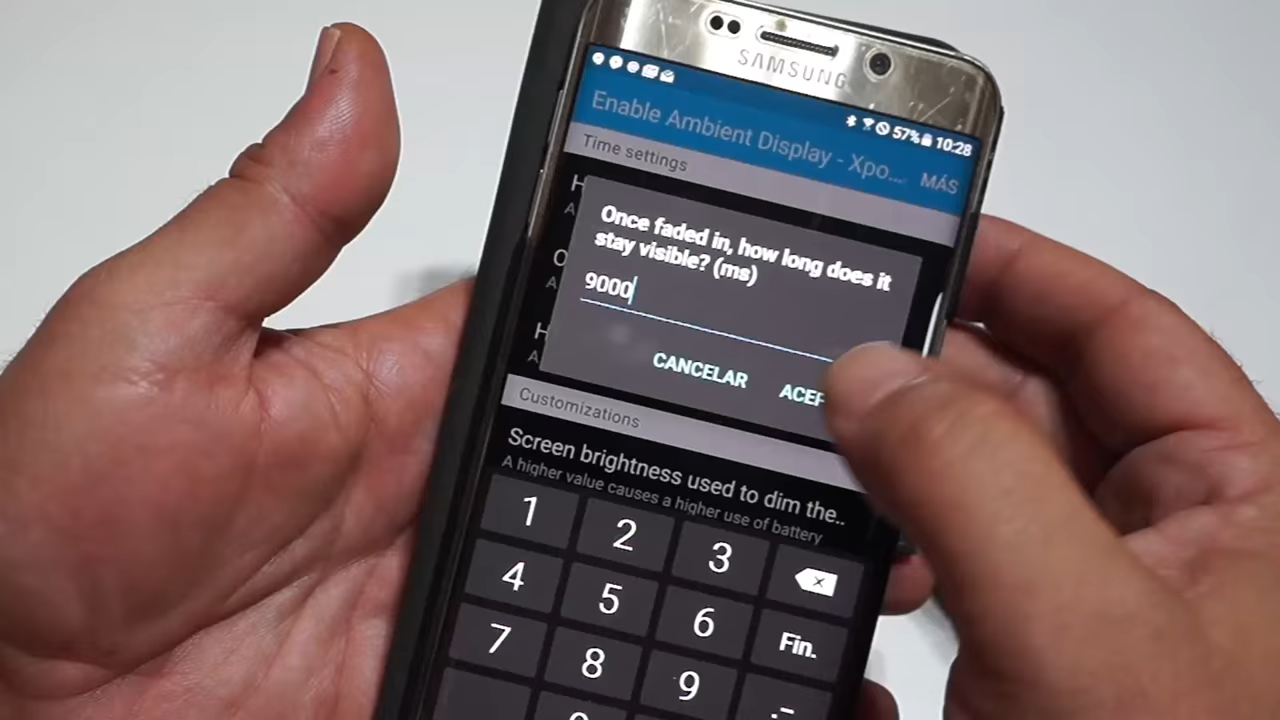 SAMSUNG
57% 10:28
Enable Ambient Display - Xpo...
MÁS
Time settings
H
A
O
A
H
A
Once faded in, how long does it
stay visible? (ms)
9000
CANCELAR
Customizations
Screen brightness used to dim the..
A higher value causes a higher use of battery
1 2 3
4 5 6 Fin.
7 8 9 .-